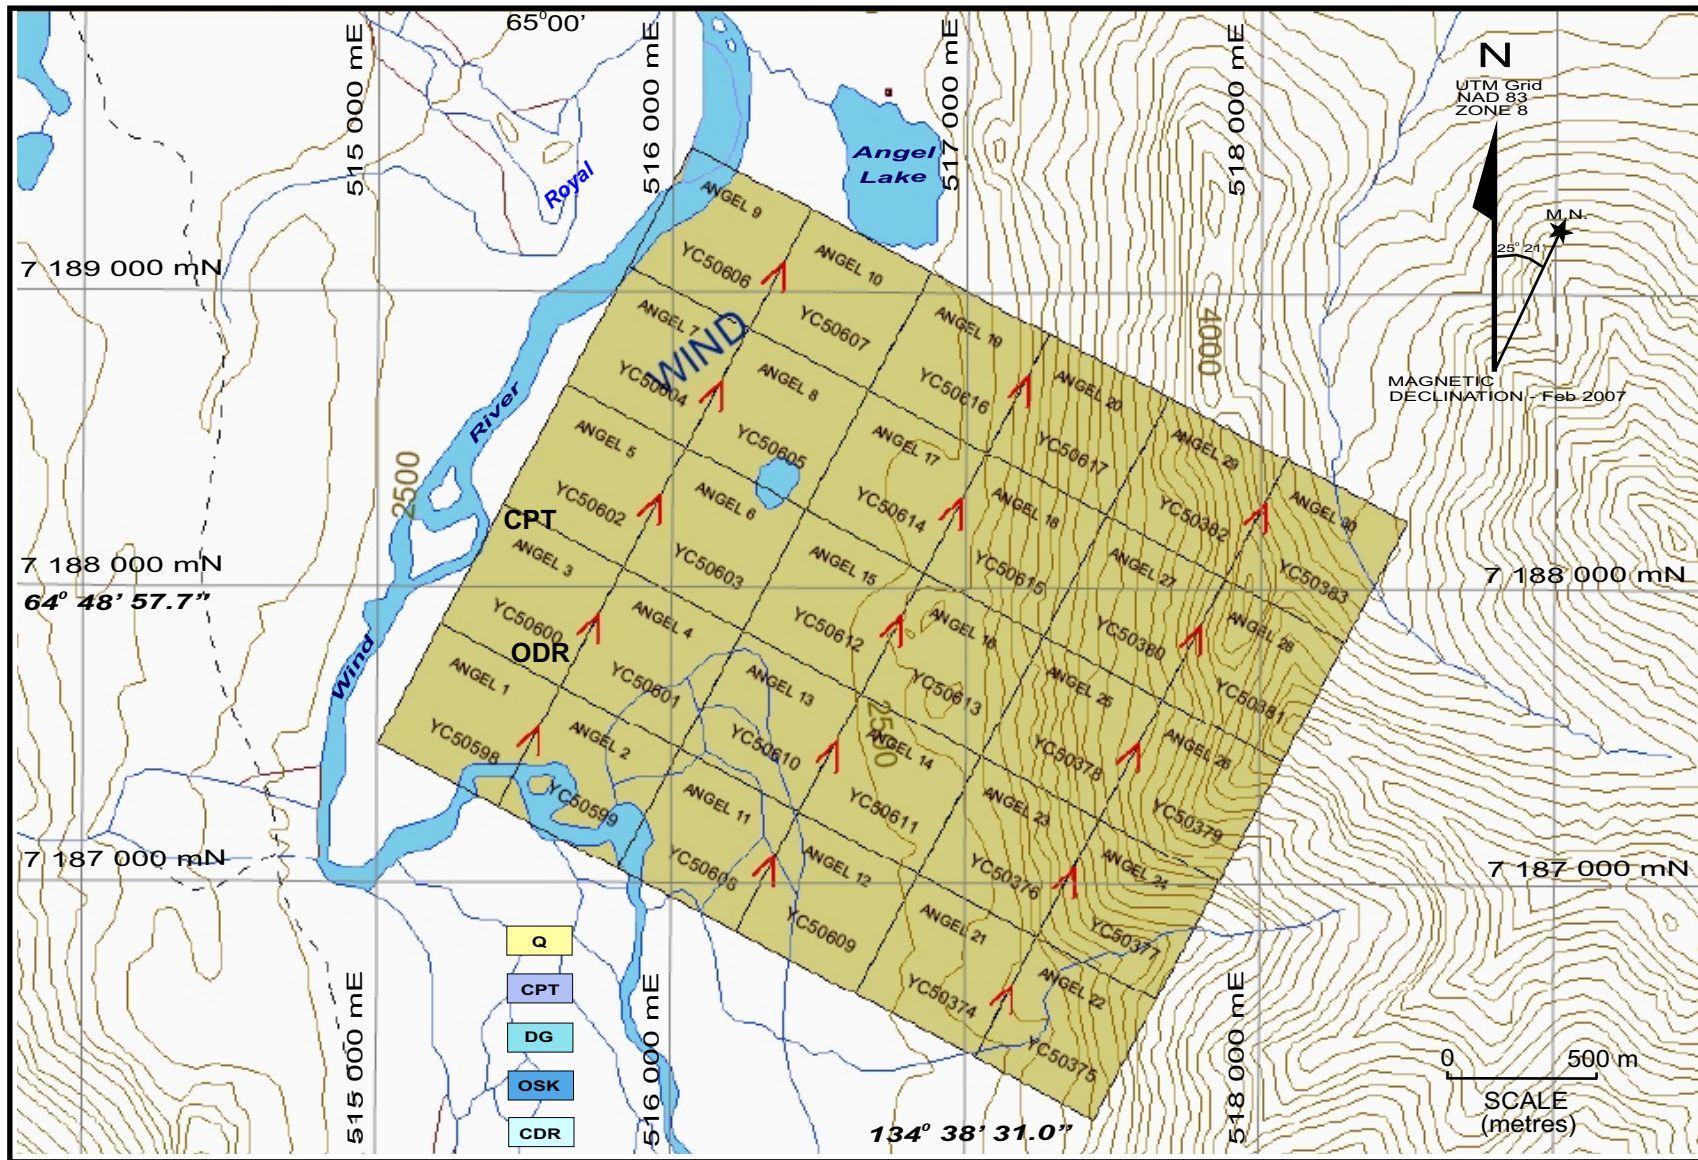 65°00'
515 000 mE
516 000 mE
517 000 mE
518 000 mE
N
UTM Grid
NAD 83
ZONE 8
M.N.
25° 21'
MAGNETIC
DECLINATION - Feb 2007
Royal
Angel
Lake
7 189 000 mN
ANGEL 9
YC50606
ANGEL 10
YC50607
ANGEL 7
YC50604
WIND
ANGEL 8
YC50605
ANGEL 19
YC50616
ANGEL 20
YC50617
4000
River
2500
ANGEL 5
YC50602
ANGEL 6
YC50603
ANGEL 17
YC50614
ANGEL 18
YC50615
ANGEL 29
YC50382
ANGEL 30
YC50383
CPT
7 188 000 mN
7 188 000 mN
64° 48' 57.7"
ANGEL 3
YC50600
ANGEL 4
YC50601
ANGEL 15
YC50612
ANGEL 16
YC50613
ANGEL 27
YC50380
ANGEL 28
YC50381
ODR
Wind
ANGEL 1
YC50598
ANGEL 2
YC50599
ANGEL 13
YC50610
ANGEL 14
YC50611
2500
ANGEL 25
YC50378
ANGEL 26
YC50379
ANGEL 11
YC50608
ANGEL 12
YC50609
ANGEL 23
YC50376
ANGEL 24
YC50377
7 187 000 mN
7 187 000 mN
ANGEL 21
YC50374
ANGEL 22
YC50375
Q
CPT
DG
OSK
CDR
515 000 mE
516 000 mE
518 000 mE
134° 38' 31.0"
0 500 m
SCALE
(metres)